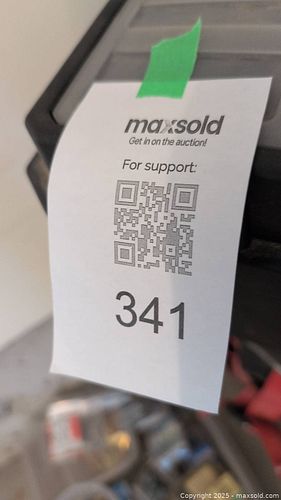 maxsold
Get in on the auction!
For support:
341
Copyright 2025 - maxsold.com